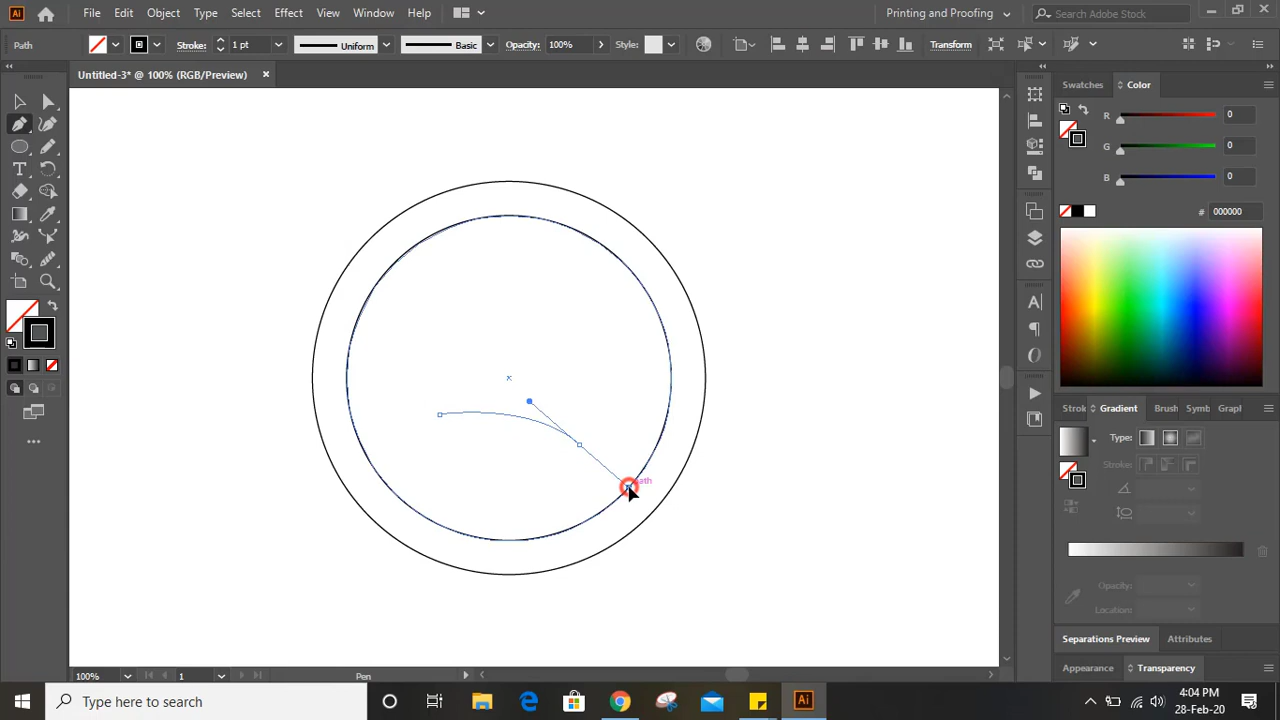 Ai File Edit Object Type Select Effect View Window Help Printing and Proofing Search Adobe Stock
Path Stroke: 1 pt Uniform Basic Opacity: 100% Style: Transform
Untitled-3* @ 100% (RGB/Preview)
Swatches Color
R 0
G 0
B 0
# 000000
Strok Gradient Brush Symb Grapl
Type:
Strokes:
Opacity:
Location:
Separations Preview Attributes
Appearance Transparency
100% 1 Pen
Type here to search
Ai
4:04 PM
28-Feb-20